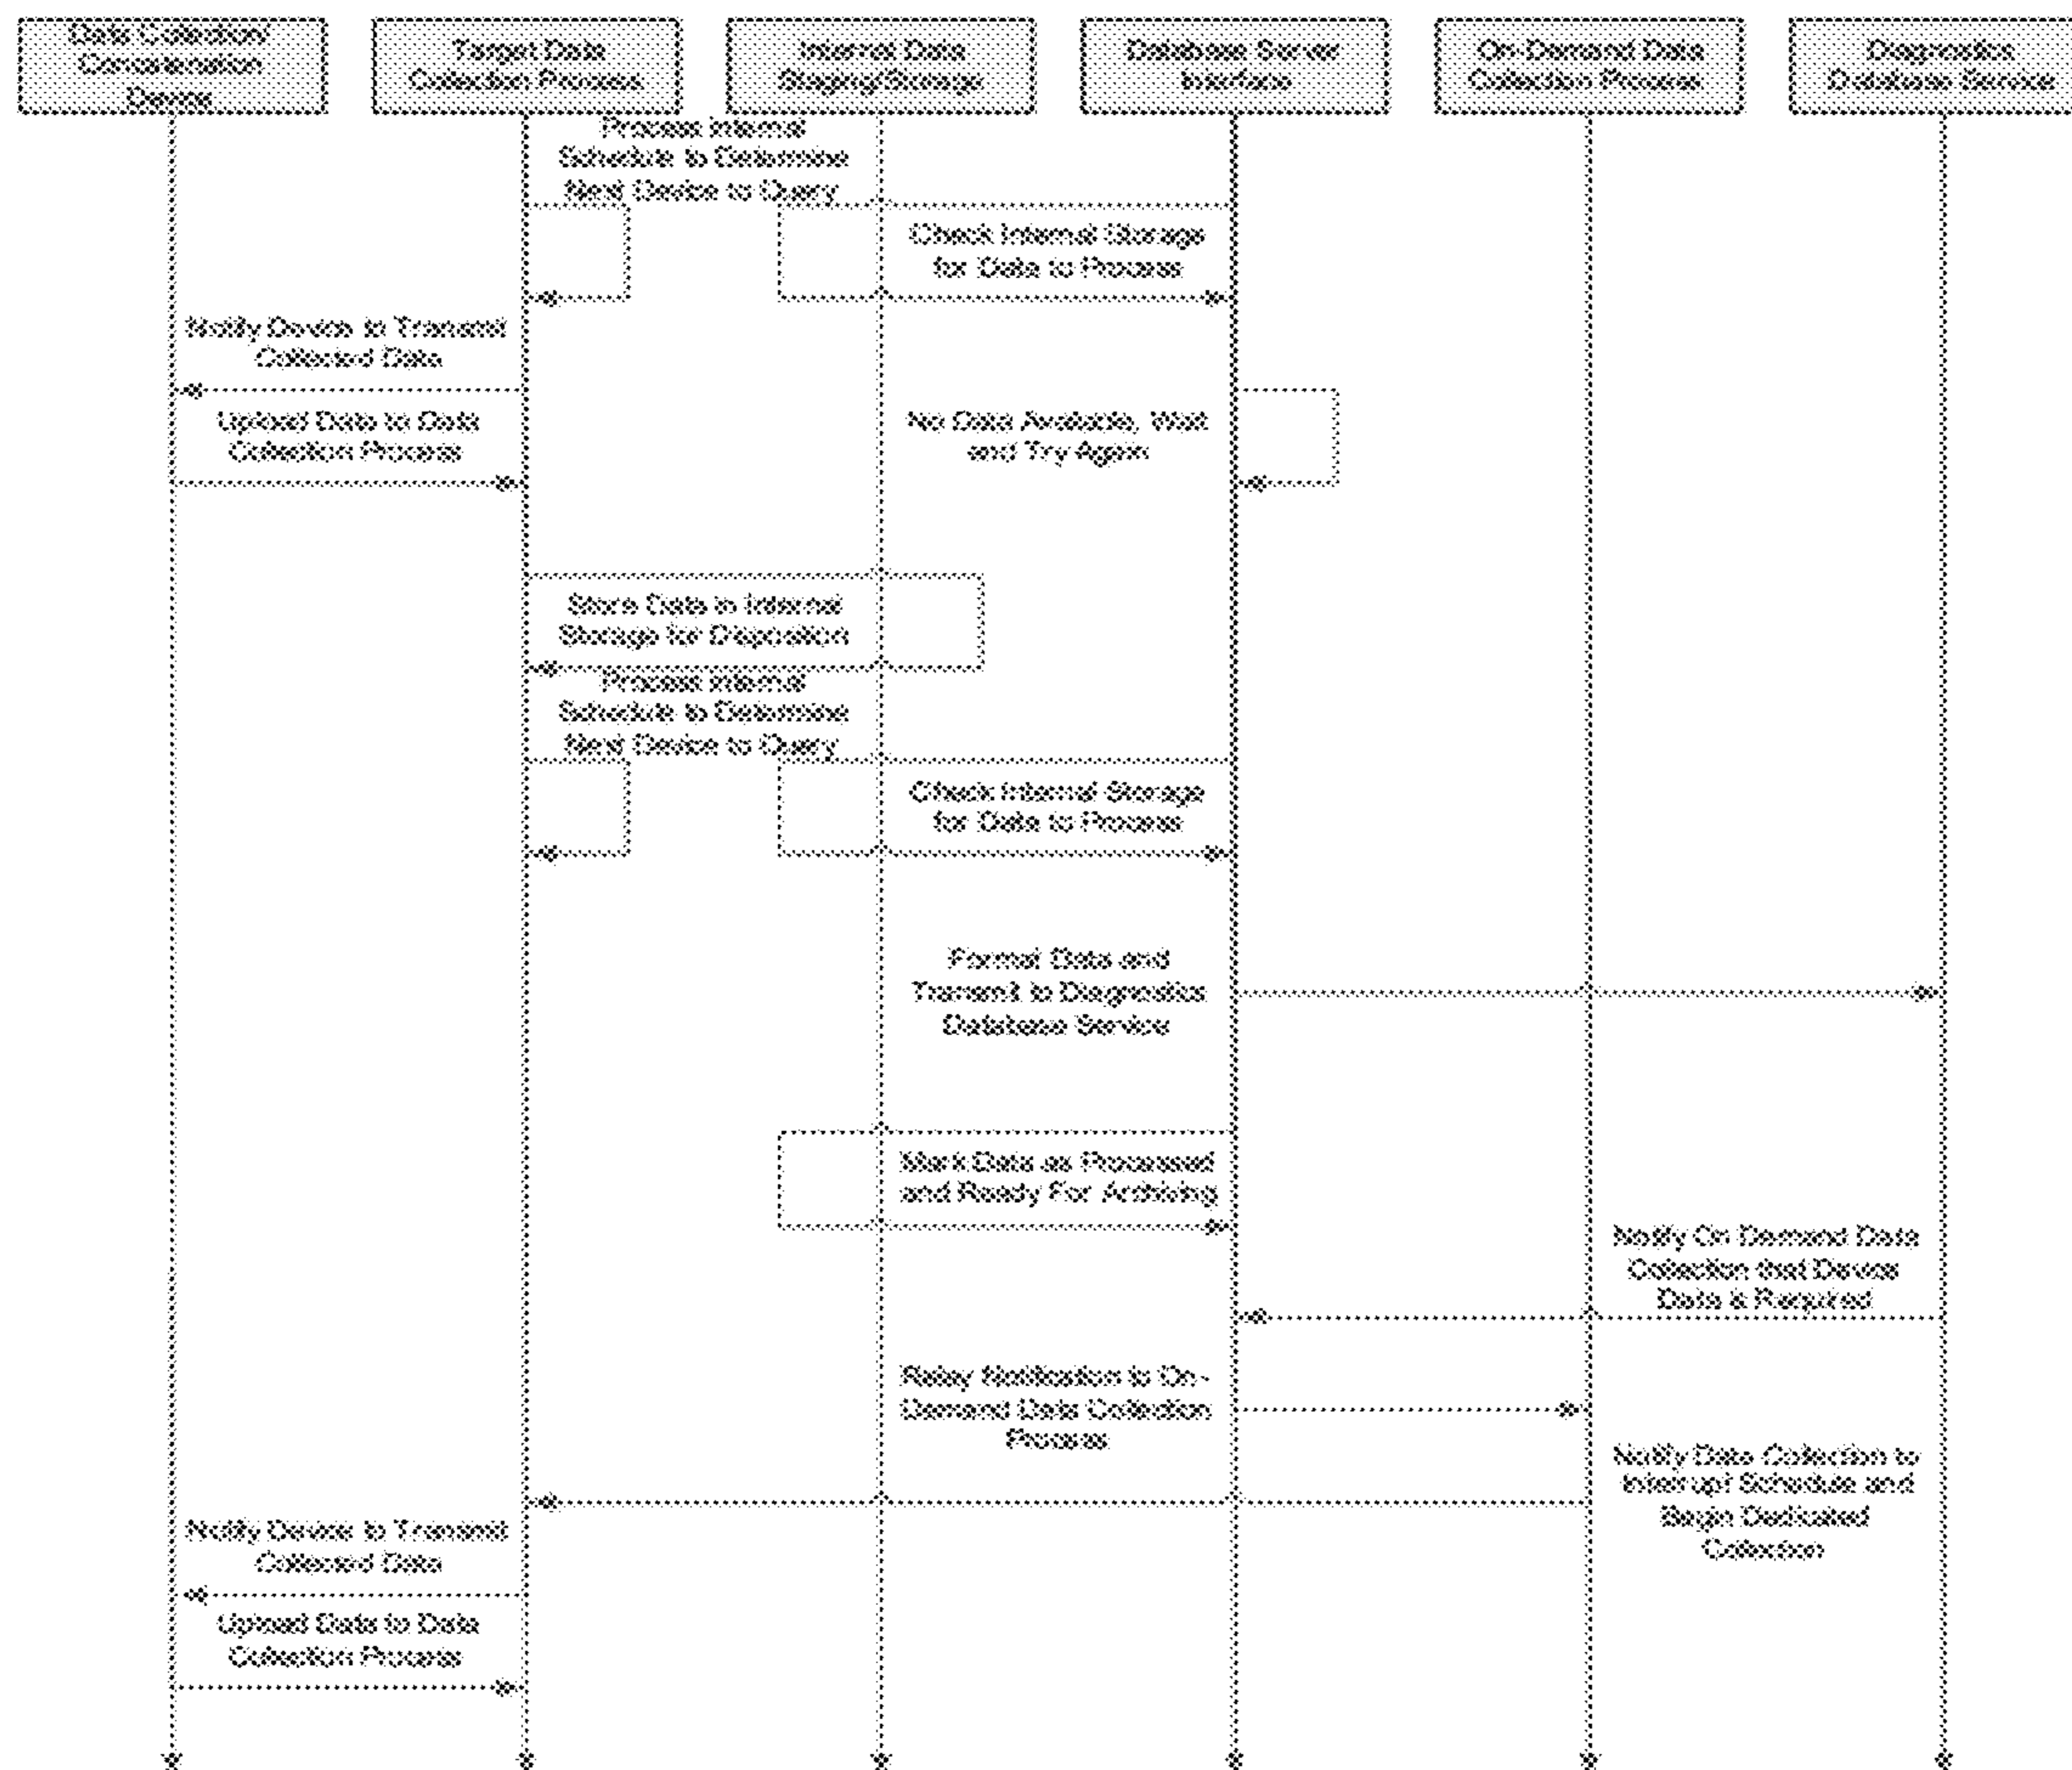 Data Collection
Concentration
Device
Target Data
Collection Process
Internal Data
Staging/Storage
Database Server
Interface
On-Demand Data
Collection Process
Diagnostics
Database Service
Process Internal
Schedule to Determine
Next Device to Query
Check Internal Storage
for Data to Process
Notify Device to Transmit
Collected Data
Upload Data to Data
Collection Process
No Data Available, Wait
and Try Again
Store Data in Internal
Storage for Disposition
Process Internal
Schedule to Determine
Next Device to Query
Check Internal Storage
for Data to Process
Format Data and
Transmit to Diagnostics
Database Service
Mark Data as Processed
and Ready For Archiving
Notify On Demand Data
Collection that Device
Data is Required
Relay Notification to On-
Demand Data Collection
Process
Notify Data Collection to
Interrupt Schedule and
Begin Dedicated
Collection
Notify Device to Transmit
Collected Data
Upload Data to Data
Collection Process